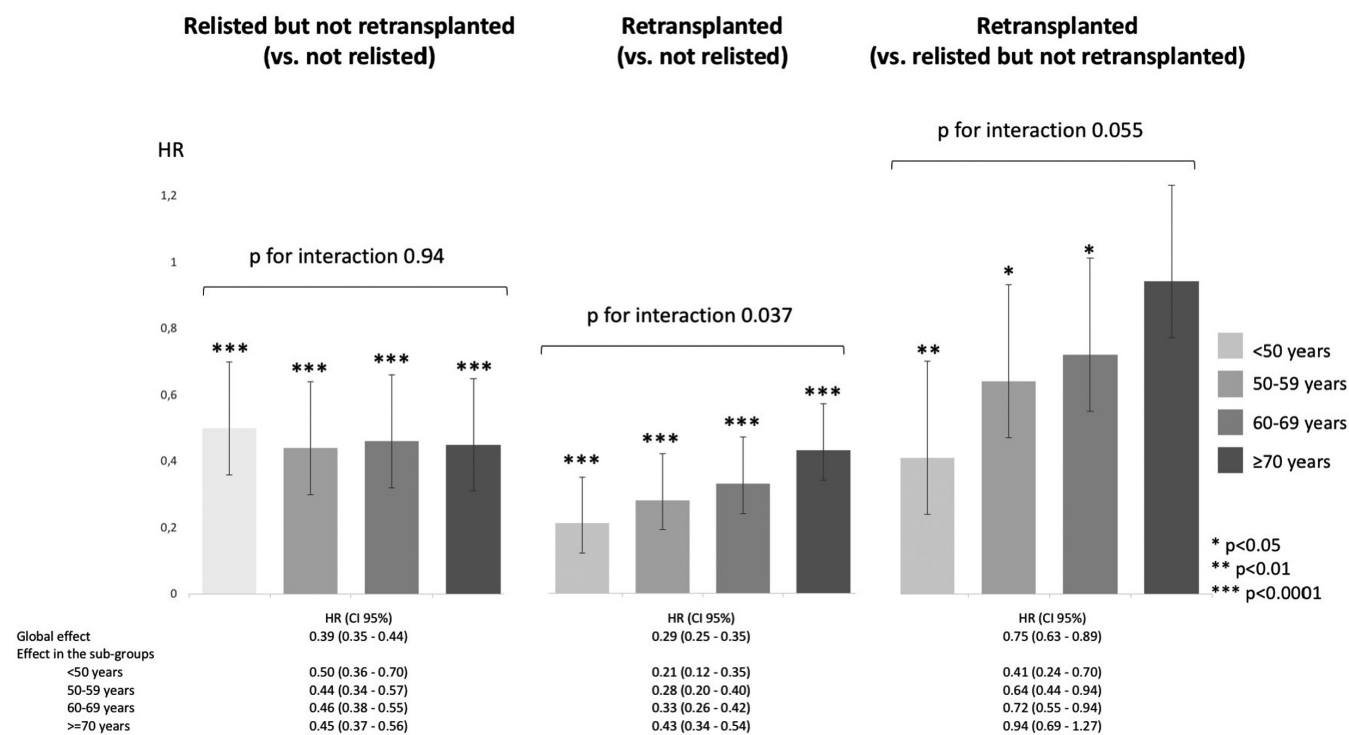 Relisted but not retransplanted
(vs. not relisted)
Retransplanted
(vs. not relisted)
Retransplanted
(vs. relisted but not retransplanted)
HR
1,2
1
0,8
0,6
0,4
0,2
0
p for interaction 0.94
*** *** *** ***
p for interaction 0.037
*** *** *** ***
p for interaction 0.055
** * *
<50 years
50-59 years
60-69 years
≥70 years
* p<0.05
** p<0.01
*** p<0.0001
HR (CI 95%) HR (CI 95%) HR (CI 95%)
Global effect 0.39 (0.35 - 0.44) 0.29 (0.25 - 0.35) 0.75 (0.63 - 0.89)
Effect in the sub-groups
<50 years 0.50 (0.36 - 0.70) 0.21 (0.12 - 0.35) 0.41 (0.24 - 0.70)
50-59 years 0.44 (0.34 - 0.57) 0.28 (0.20 - 0.40) 0.64 (0.44 - 0.94)
60-69 years 0.46 (0.38 - 0.55) 0.33 (0.26 - 0.42) 0.72 (0.55 - 0.94)
>=70 years 0.45 (0.37 - 0.56) 0.43 (0.34 - 0.54) 0.94 (0.69 - 1.27)